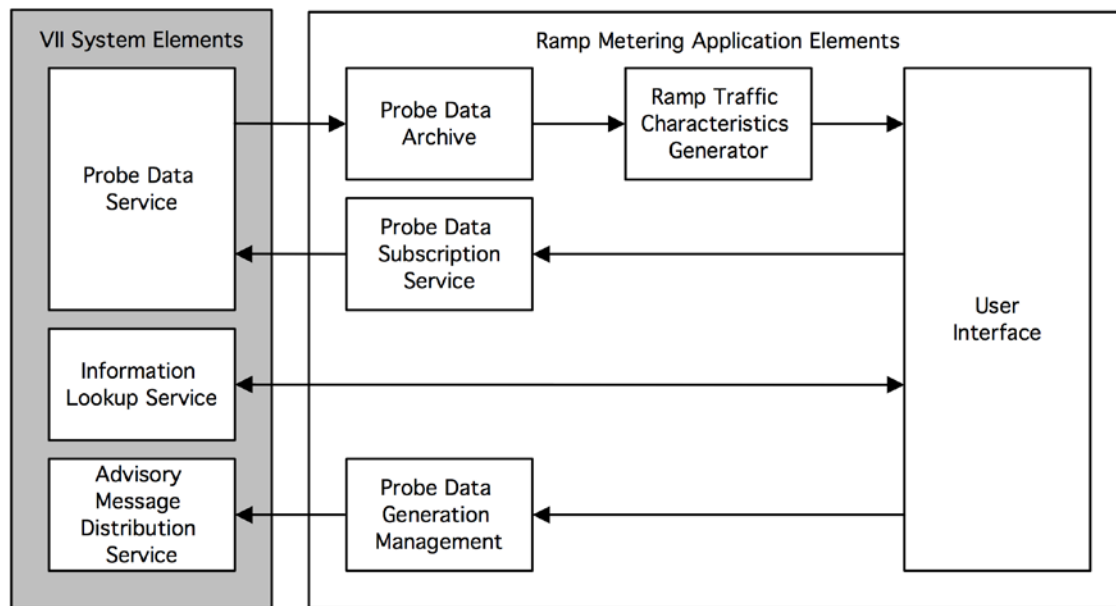 VII System Elements
Ramp Metering Application Elements
Probe Data
Service
Probe Data
Archive
Ramp Traffic
Characteristics
Generator
Probe Data
Subscription
Service
User
Interface
Information
Lookup Service
Advisory
Message
Distribution
Service
Probe Data
Generation
Management